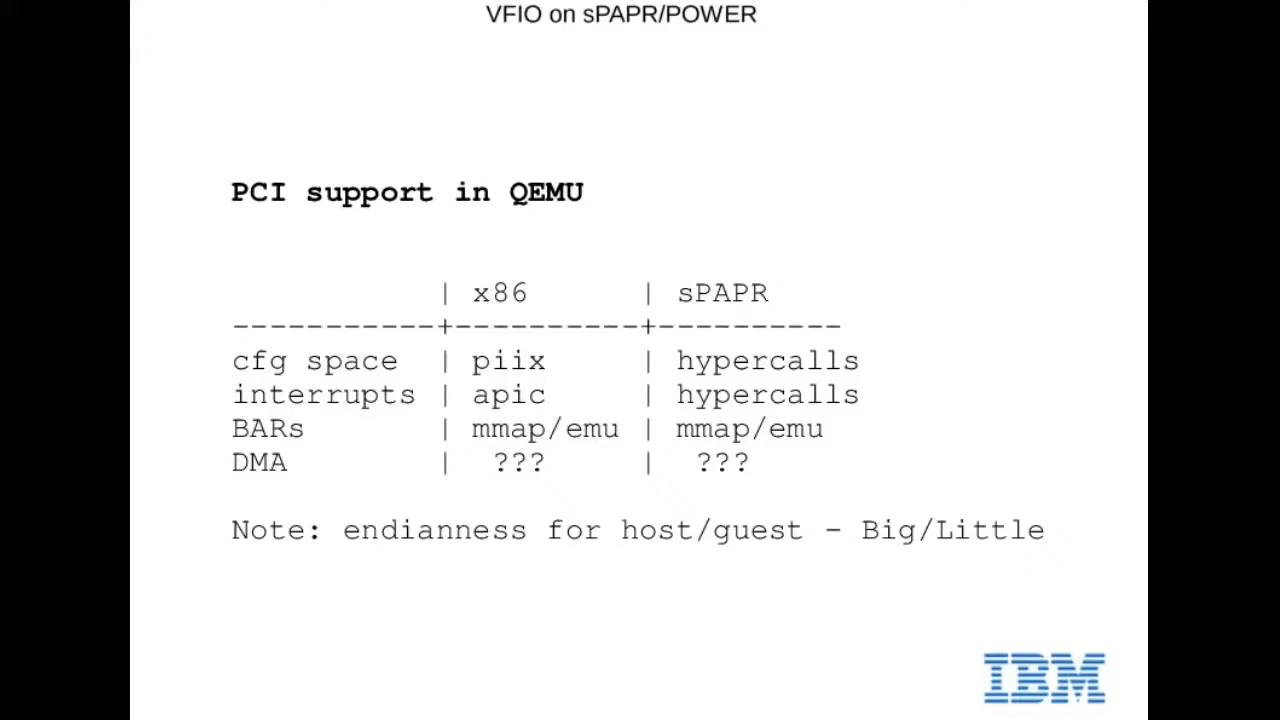 VFIO on sPAPR/POWER
PCI support in QEMU
| x86 | sPAPR
-----------+----------+----------
cfg space | piix | hypercalls
interrupts | apic | hypercalls
BARs | mmap/emu | mmap/emu
DMA | ??? | ???
Note: endianness for host/guest - Big/Little
IBM